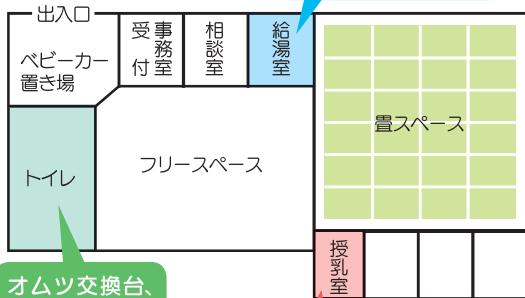 出入口
ベビーカー
置き場
受付
事務室
相談室
給湯室
畳スペース
トイレ
フリースペース
授乳室
オムツ交換台、